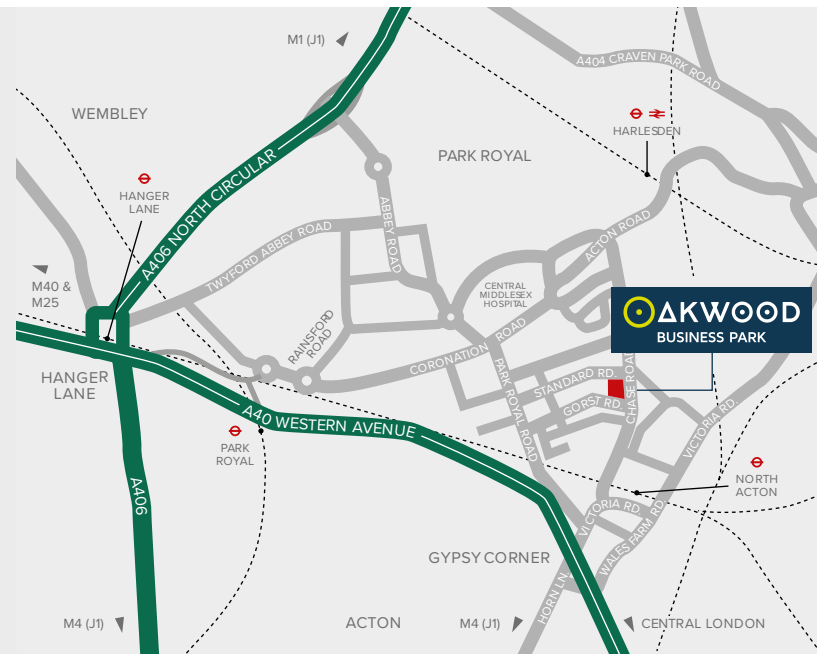 M1 (J1)
A404 CRAVEN PARK ROAD
WEMBLEY
HARLESDEN
PARK ROYAL
A406 NORTH CIRCULAR
HANGER
LANE
ABBEY ROAD
TWYFORD ABBEY ROAD
ACTON ROAD
M40 &
M25
CENTRAL
MIDDLESEX
HOSPITAL
OAKWOOD
BUSINESS PARK
RAINSFORD
ROAD
CORONATION ROAD
HANGER
LANE
PARK ROYAL ROAD
STANDARD RD.
GORST RD.
CHASE ROAD
VICTORIA RD.
A40 WESTERN AVENUE
PARK
ROYAL
NORTH
ACTON
A406
VICTORIA RD.
WALES FARM RD.
GYPSY CORNER
HORN LN.
M4 (J1)
ACTON
M4 (J1)
CENTRAL LONDON